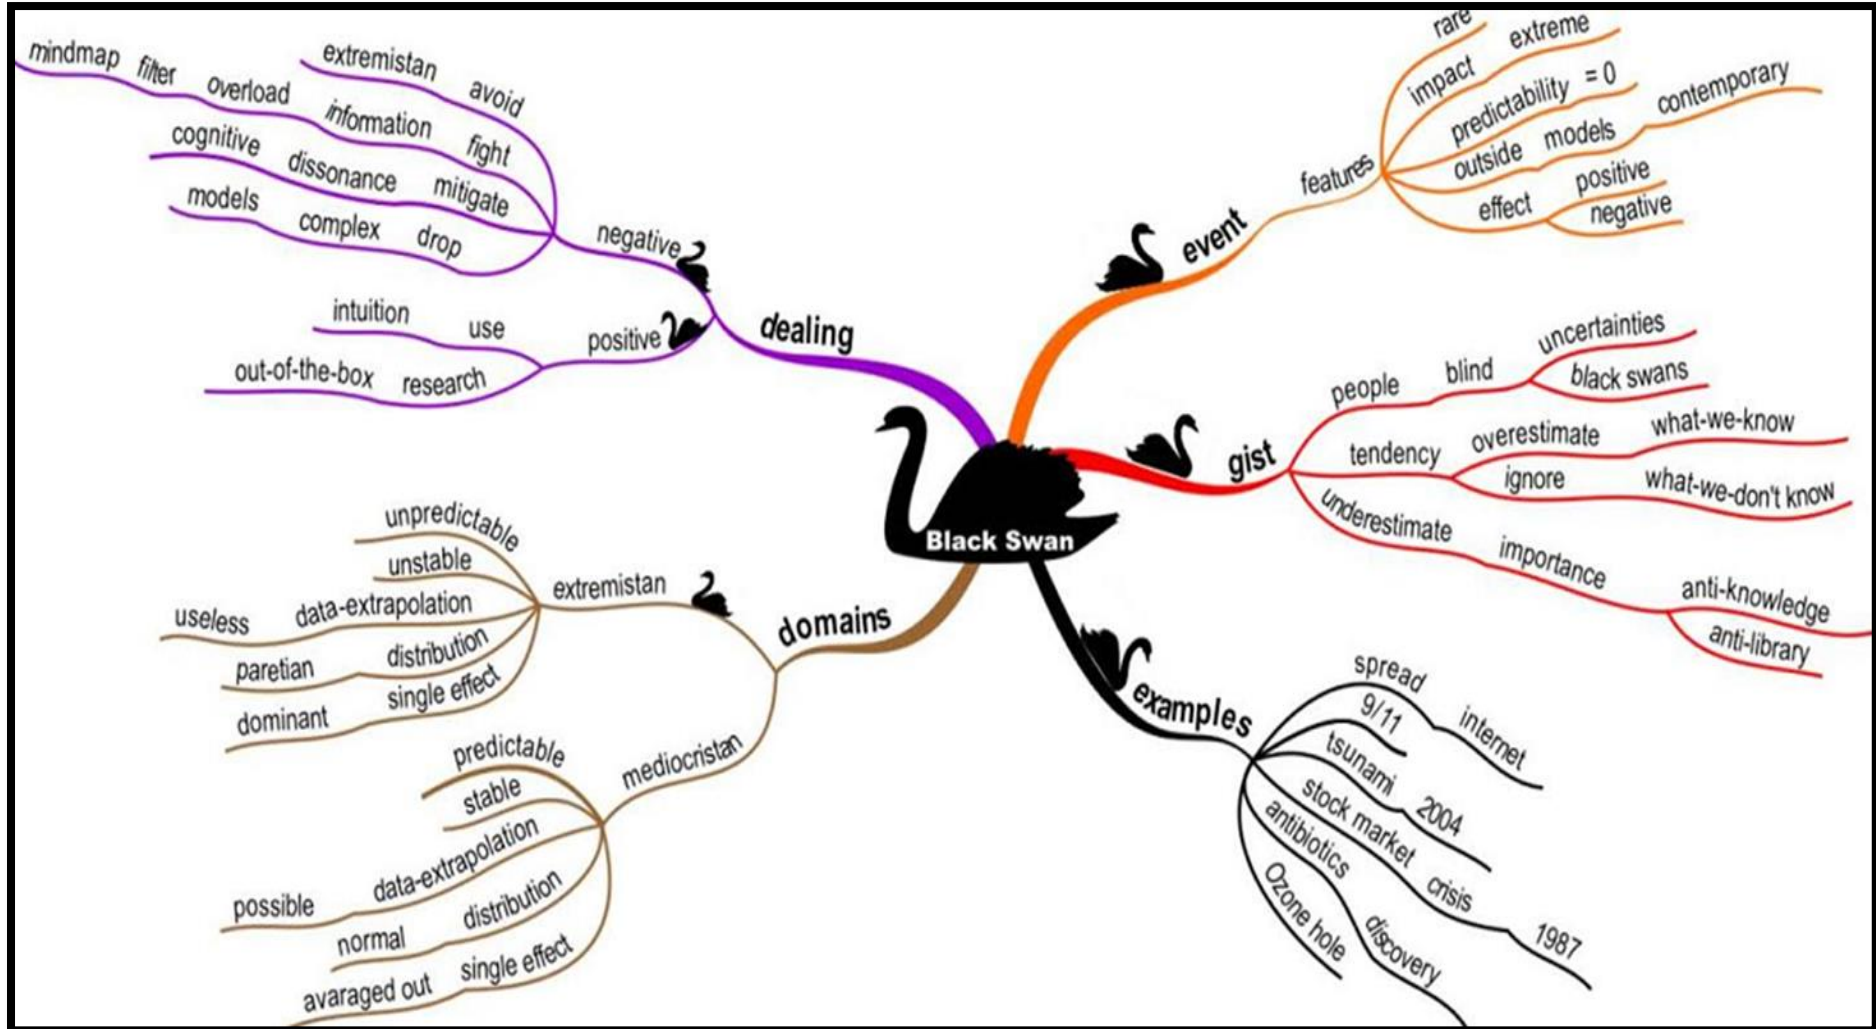 Black Swan
event
features
rare
impact extreme
predictability = 0
outside models contemporary
effect
positive
negative
gist
people blind
uncertainties
black swans
tendency
overestimate what-we-know
ignore what-we-don't know
underestimate importance
anti-knowledge
anti-library
examples
spread internet
9/11
tsunami 2004
stock market crisis 1987
antibiotics discovery
Ozone hole
dealing
negative
extremistan avoid
mindmap filter overload information fight
cognitive dissonance mitigate
models complex drop
positive
intuition use
out-of-the-box research
domains
extremistan
unpredictable
unstable
useless data-extrapolation
paretian distribution
dominant single effect
mediocristan
predictable
stable
possible data-extrapolation
normal distribution
avaraged out single effect